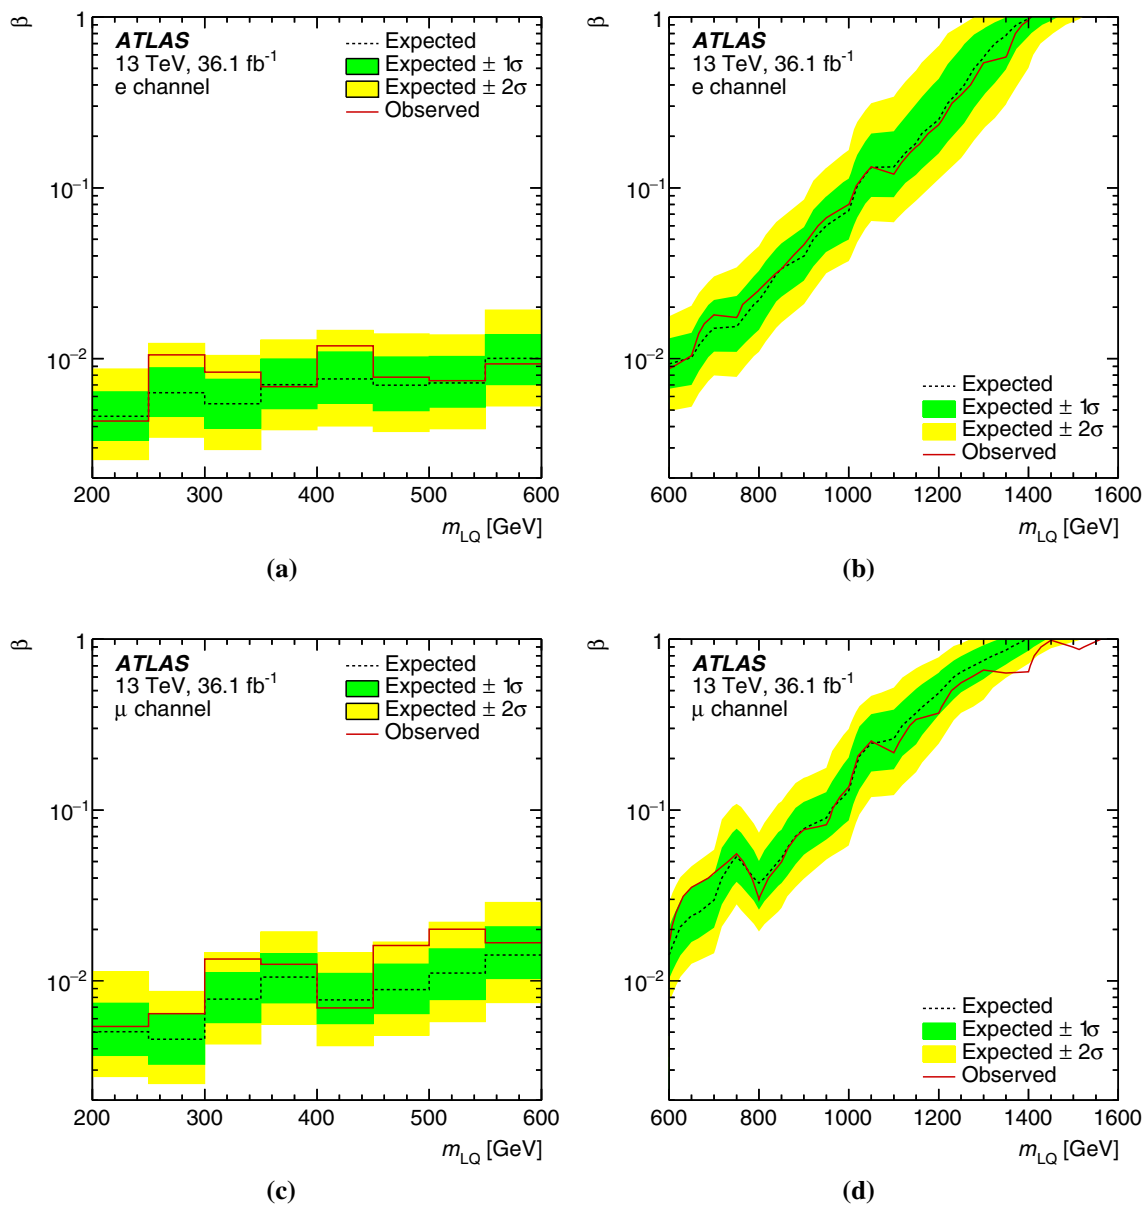 β
1
10⁻¹
10⁻²
ATLAS
13 TeV, 36.1 fb⁻¹
e channel
Expected
Expected ± 1σ
Expected ± 2σ
Observed
200 300 400 500 600
m_LQ [GeV]
(a)
β
1
10⁻¹
10⁻²
ATLAS
13 TeV, 36.1 fb⁻¹
e channel
Expected
Expected ± 1σ
Expected ± 2σ
Observed
600 800 1000 1200 1400 1600
m_LQ [GeV]
(b)
β
1
10⁻¹
10⁻²
ATLAS
13 TeV, 36.1 fb⁻¹
μ channel
Expected
Expected ± 1σ
Expected ± 2σ
Observed
200 300 400 500 600
m_LQ [GeV]
(c)
β
1
10⁻¹
10⁻²
ATLAS
13 TeV, 36.1 fb⁻¹
μ channel
Expected
Expected ± 1σ
Expected ± 2σ
Observed
600 800 1000 1200 1400 1600
m_LQ [GeV]
(d)